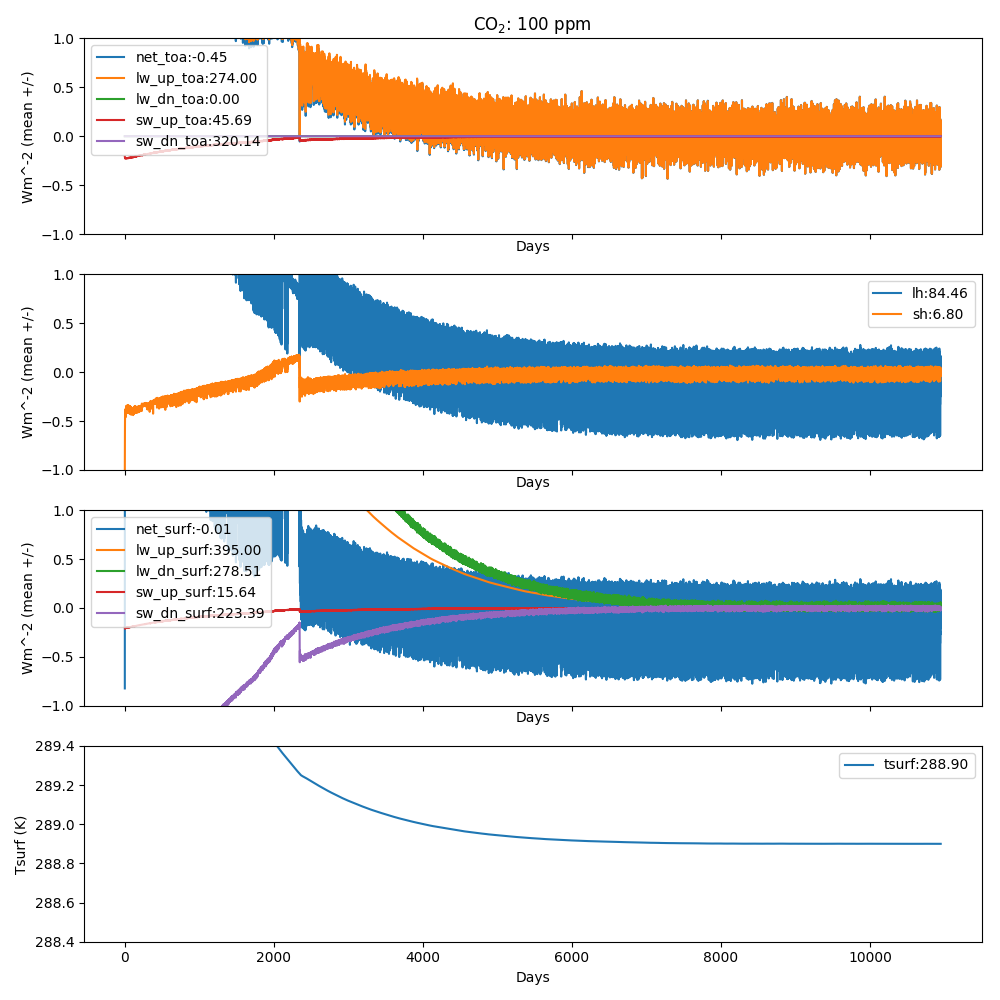 CO₂: 100 ppm
1.0
0.5
0.0
−0.5
−1.0
Wm^-2 (mean +/-)
net_toa:-0.45
lw_up_toa:274.00
lw_dn_toa:0.00
sw_up_toa:45.69
sw_dn_toa:320.14
Days
1.0
0.5
0.0
−0.5
−1.0
Wm^-2 (mean +/-)
lh:84.46
sh:6.80
Days
1.0
0.5
0.0
−0.5
−1.0
Wm^-2 (mean +/-)
net_surf:-0.01
lw_up_surf:395.00
lw_dn_surf:278.51
sw_up_surf:15.64
sw_dn_surf:223.39
Days
289.4
289.2
289.0
288.8
288.6
288.4
Tsurf (K)
tsurf:288.90
0 2000 4000 6000 8000 10000
Days